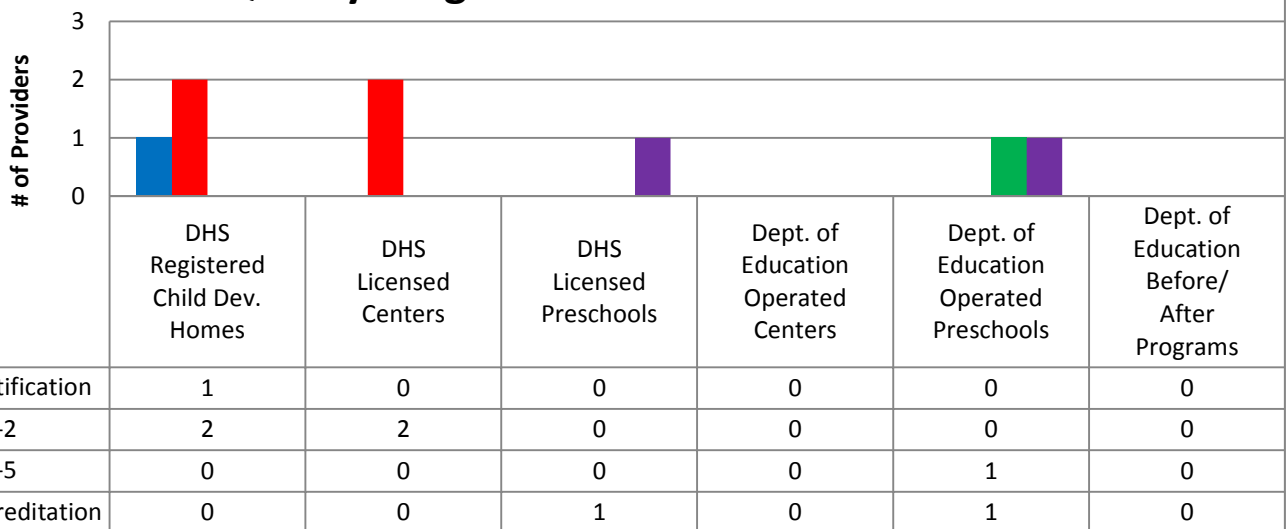 3
2
1
0
# of Providers
DHS
Registered
Child Dev.
Homes
DHS
Licensed
Centers
DHS
Licensed
Preschools
Dept. of
Education
Operated
Centers
Dept. of
Education
Operated
Preschools
Dept. of
Education
Before/
After
Programs
tification 1 0 0 0 0 0
-2 2 2 0 0 0 0
-5 0 0 0 0 1 0
reditation 0 0 1 0 1 0